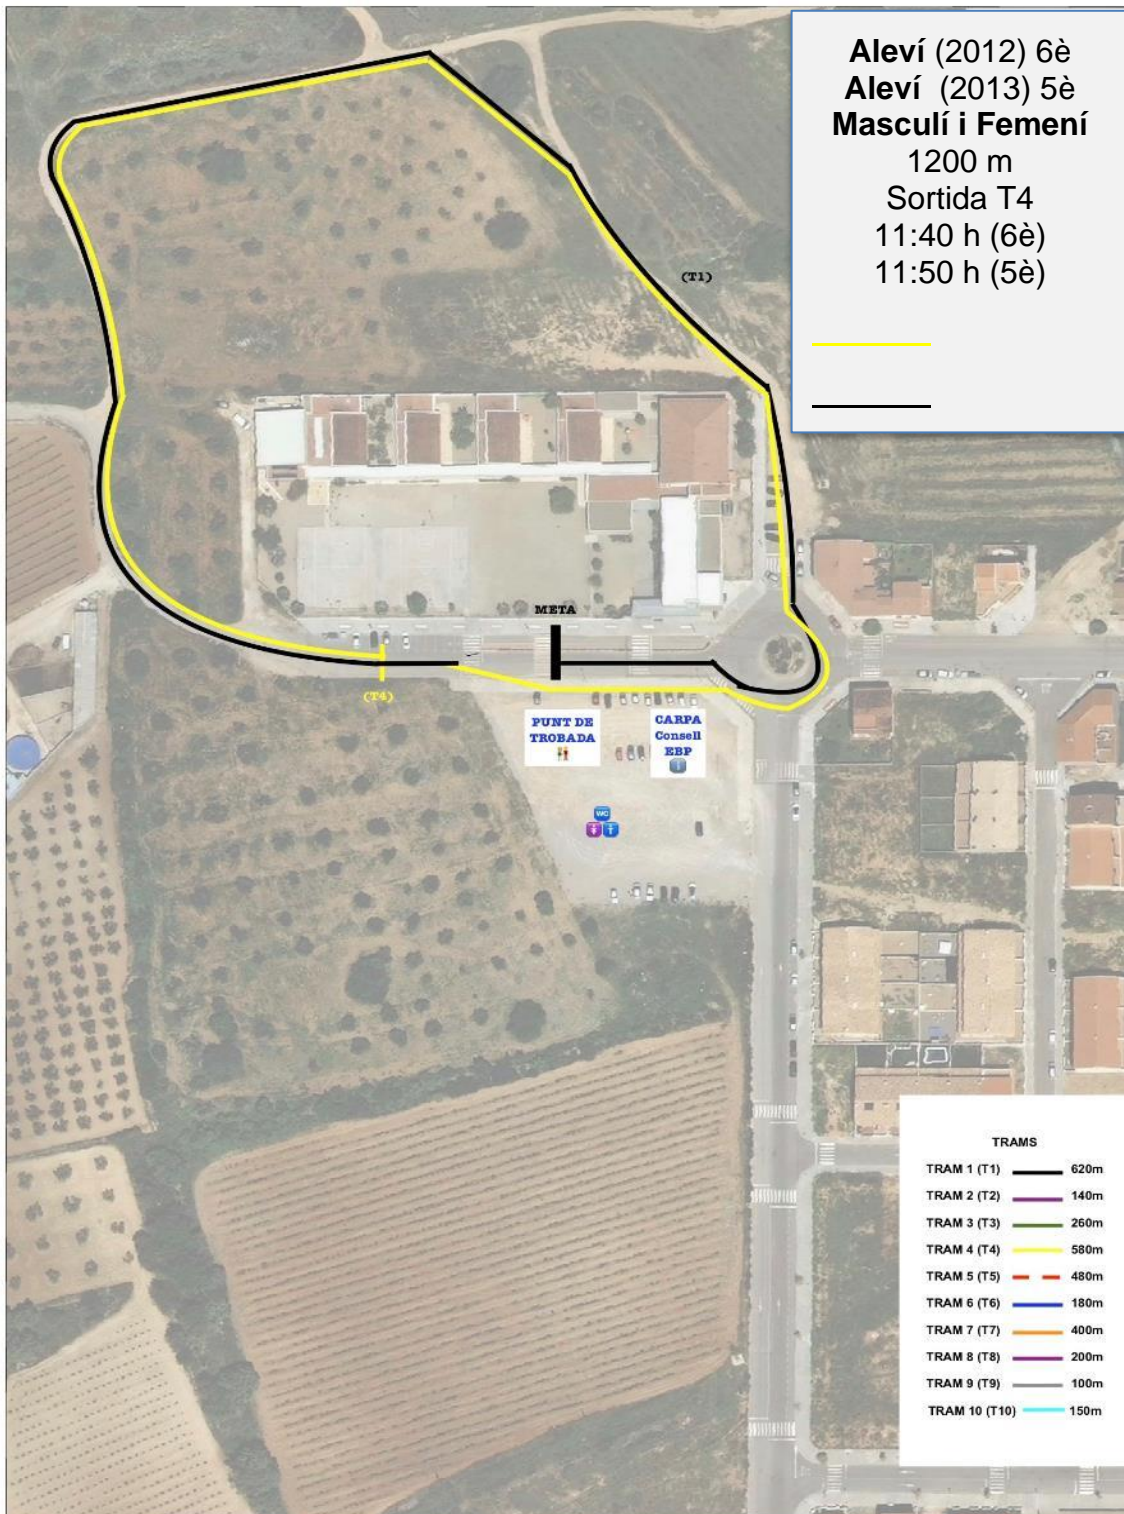 Aleví (2012) 6è
Aleví (2013) 5è
Masculí i Femení
1200 m
Sortida T4
11:40 h (6è)
11:50 h (5è)
(T1)
META
(T4)
PUNT DE
TROBADA
CARPA
Consell
EBP
WC
TRAMS
TRAM 1 (T1) 620m
TRAM 2 (T2) 140m
TRAM 3 (T3) 260m
TRAM 4 (T4) 580m
TRAM 5 (T5) 480m
TRAM 6 (T6) 180m
TRAM 7 (T7) 400m
TRAM 8 (T8) 200m
TRAM 9 (T9) 100m
TRAM 10 (T10) 150m